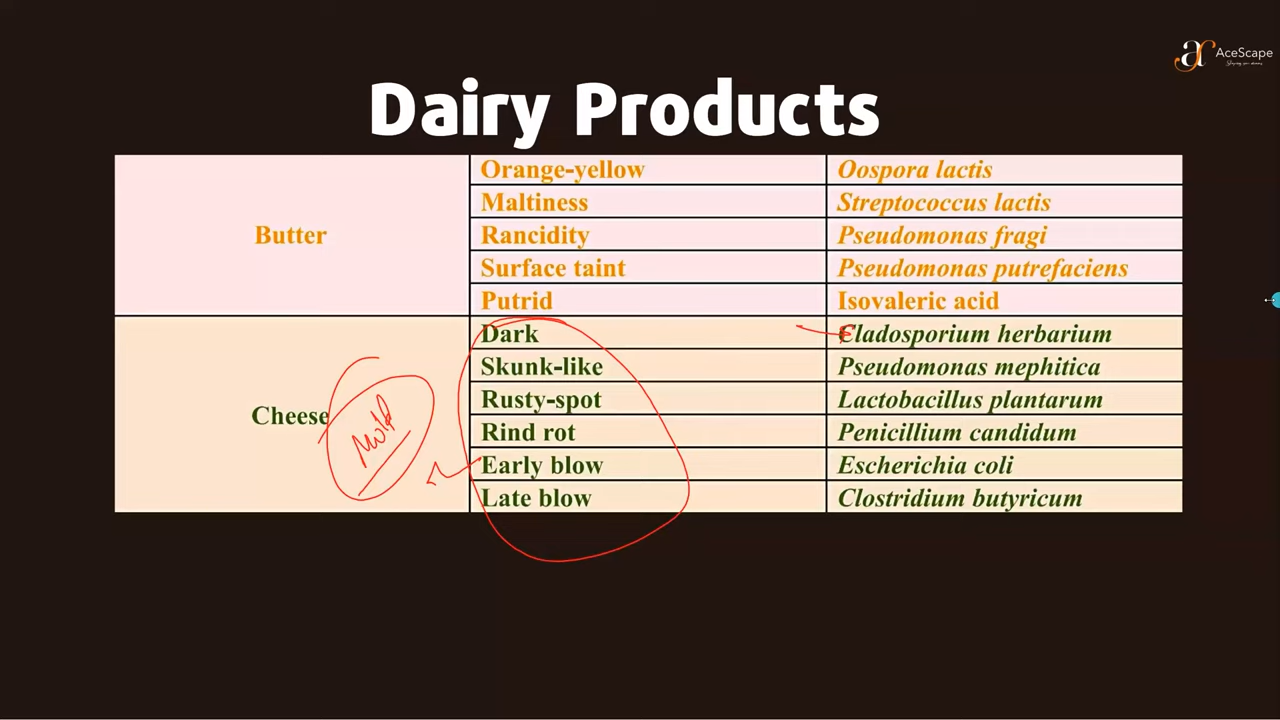 AceScape
Dairy Products
Butter
Orange-yellow Oospora lactis
Maltiness Streptococcus lactis
Rancidity Pseudomonas fragi
Surface taint Pseudomonas putrefaciens
Putrid Isovaleric acid
Cheese
Dark Cladosporium herbarium
Skunk-like Pseudomonas mephitica
Rusty-spot Lactobacillus plantarum
Rind rot Penicillium candidum
Early blow Escherichia coli
Late blow Clostridium butyricum
Mold